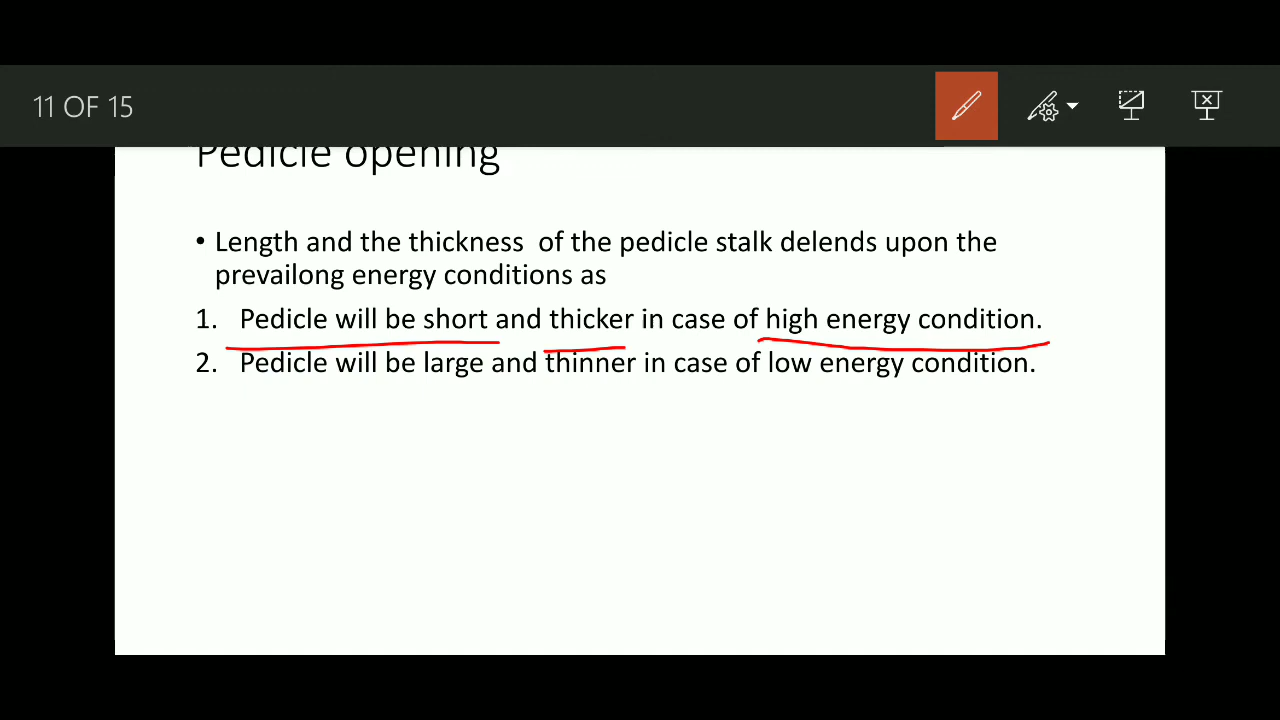 11 OF 15
Pedicle opening
• Length and the thickness of the pedicle stalk delends upon the
prevailong energy conditions as
1. Pedicle will be short and thicker in case of high energy condition.
2. Pedicle will be large and thinner in case of low energy condition.